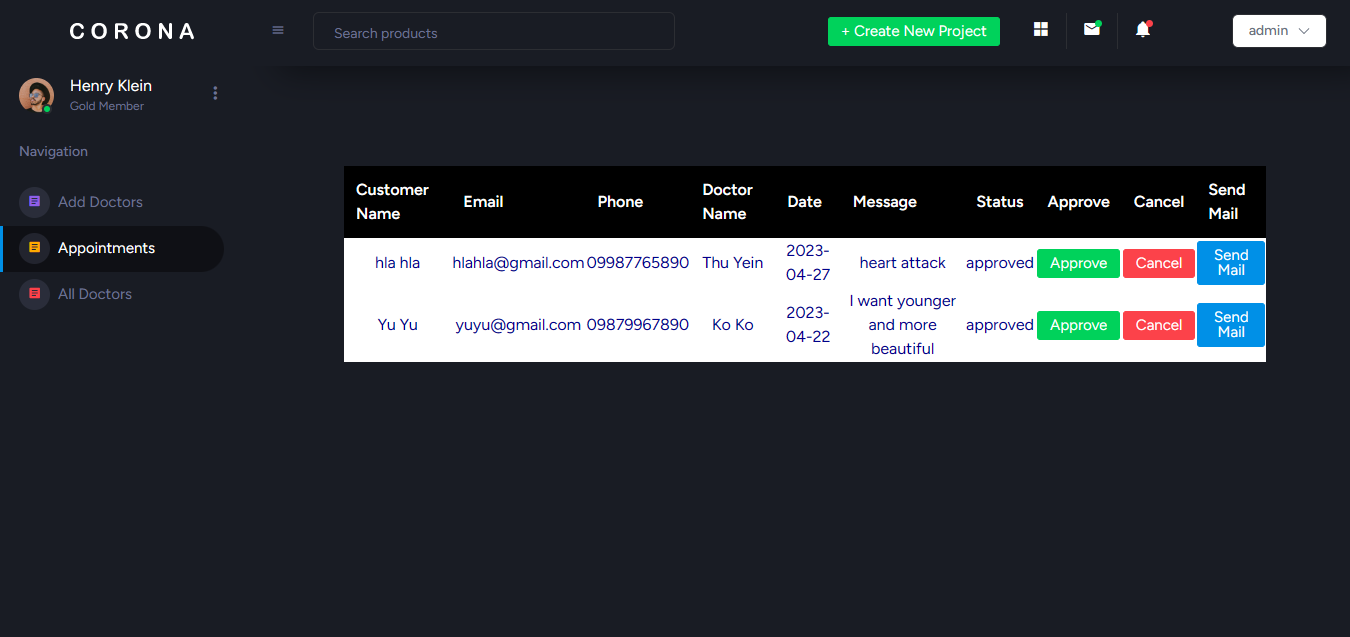 CORONA
Search products
+ Create New Project
admin
Henry Klein
Gold Member
Navigation
Add Doctors
Appointments
All Doctors
Customer Name
Email
Phone
Doctor Name
Date
Message
Status
Approve
Cancel
Send Mail
hla hla
hlahla@gmail.com
09987765890
Thu Yein
2023-
04-27
heart attack
approved
Approve
Cancel
Send
Mail
Yu Yu
yuyu@gmail.com
09879967890
Ko Ko
2023-
04-22
I want younger
and more
beautiful
approved
Approve
Cancel
Send
Mail